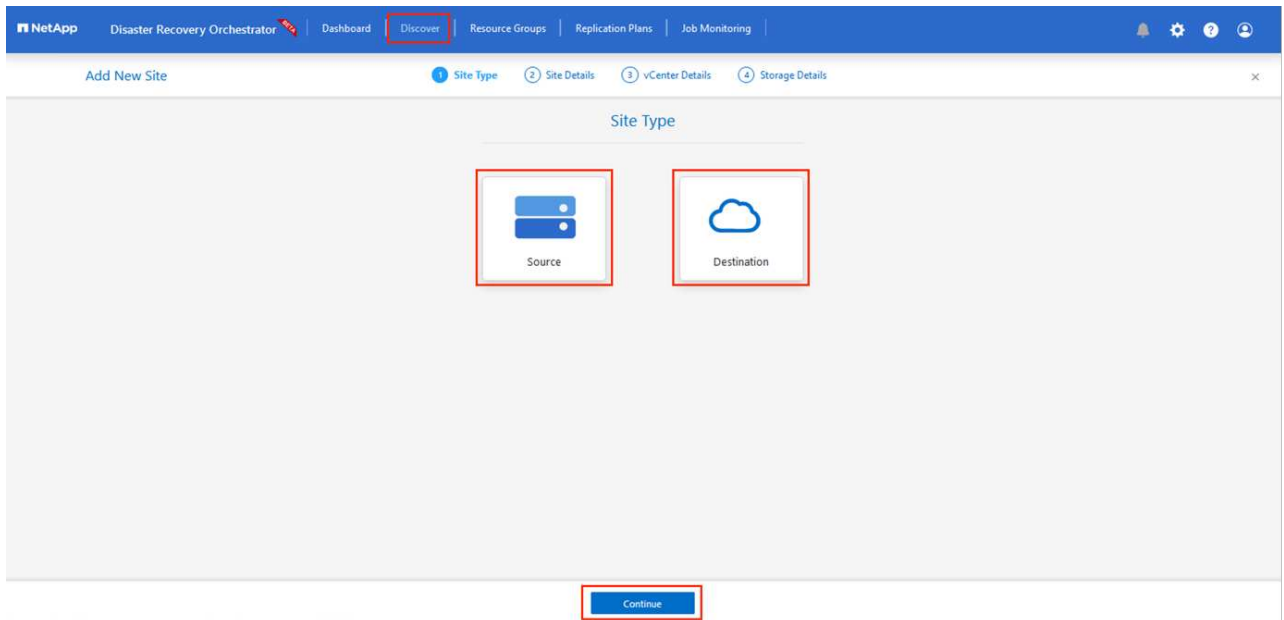 NetApp Disaster Recovery Orchestrator BETA Dashboard Discover Resource Groups Replication Plans Job Monitoring
Add New Site 1 Site Type 2 Site Details 3 vCenter Details 4 Storage Details
Site Type
Source Destination
Continue